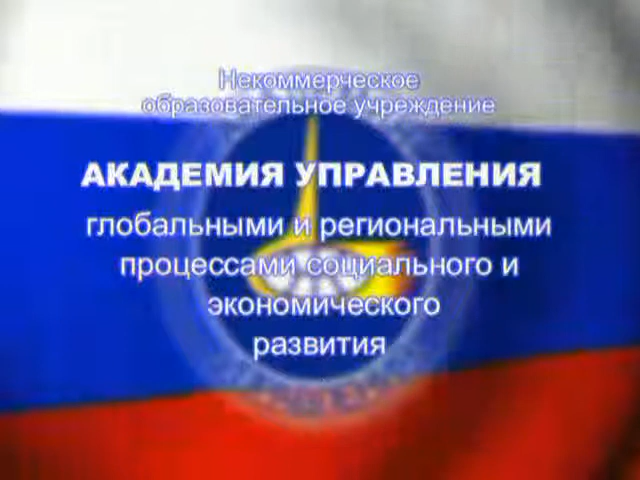 Некоммерческое
образовательное учреждение
АКАДЕМИЯ УПРАВЛЕНИЯ
глобальными и региональными
процессами социального и
экономического
развития